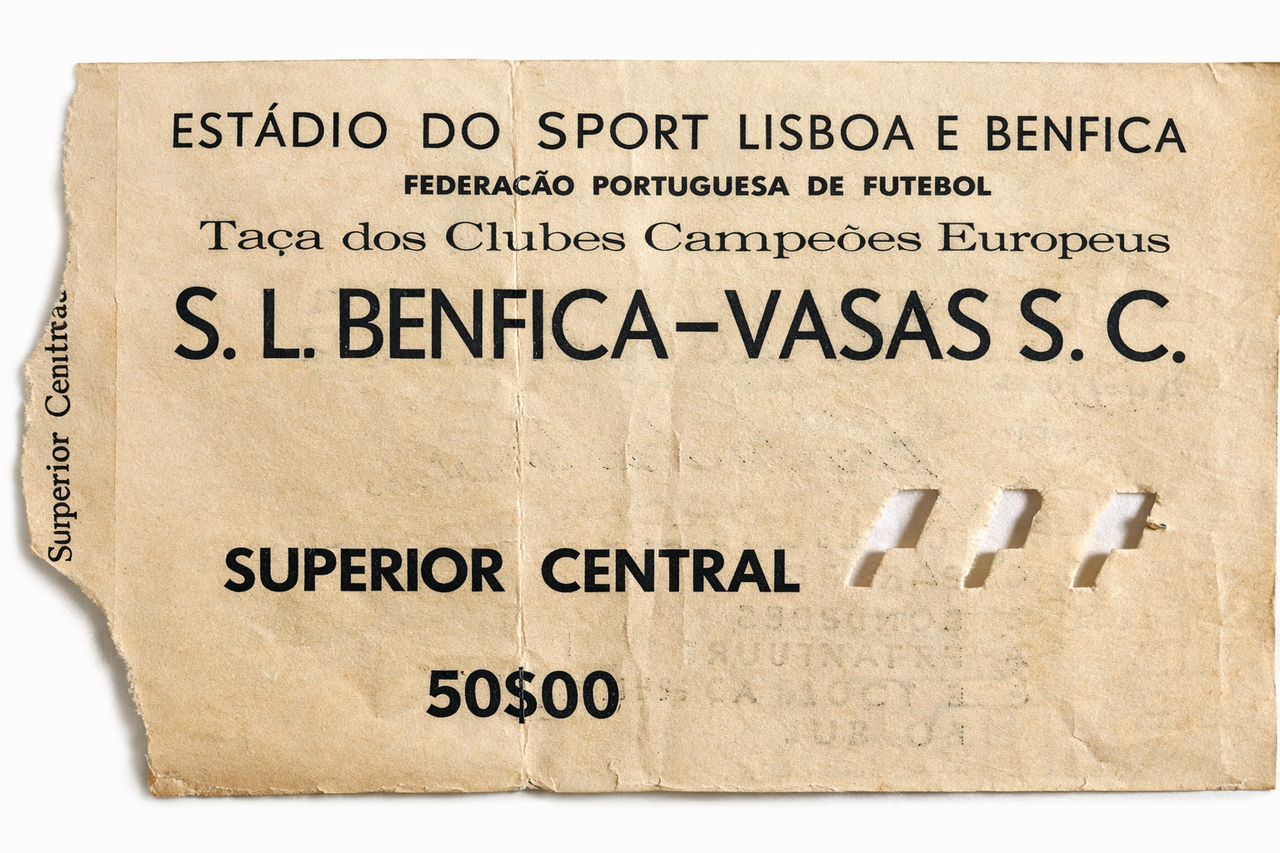 ESTÁDIO DO SPORT LISBOA E BENFICA
FEDERAÇÃO PORTUGUESA DE FUTEBOL
Taça dos Clubes Campeões Europeus
S. L. BENFICA–VASAS S. C.
Superior Central
SUPERIOR CENTRAL
50$00